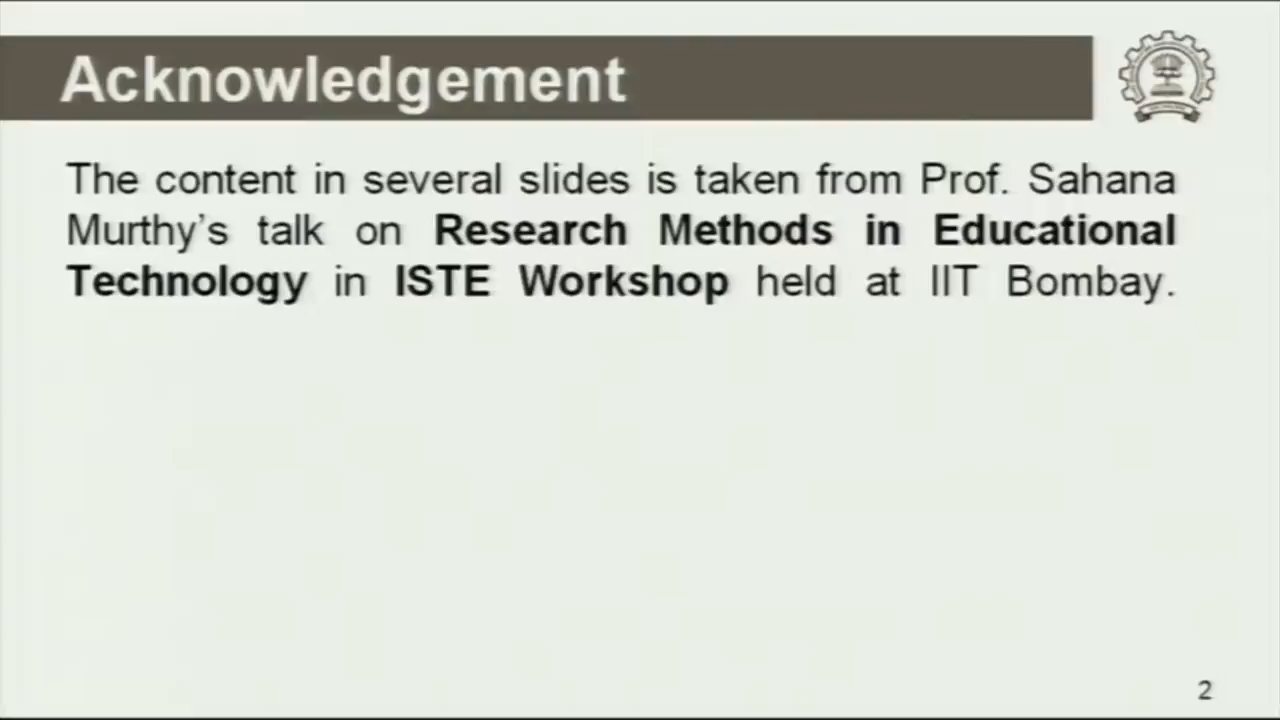 Acknowledgement
The content in several slides is taken from Prof. Sahana
Murthy's talk on Research Methods in Educational
Technology in ISTE Workshop held at IIT Bombay.
2